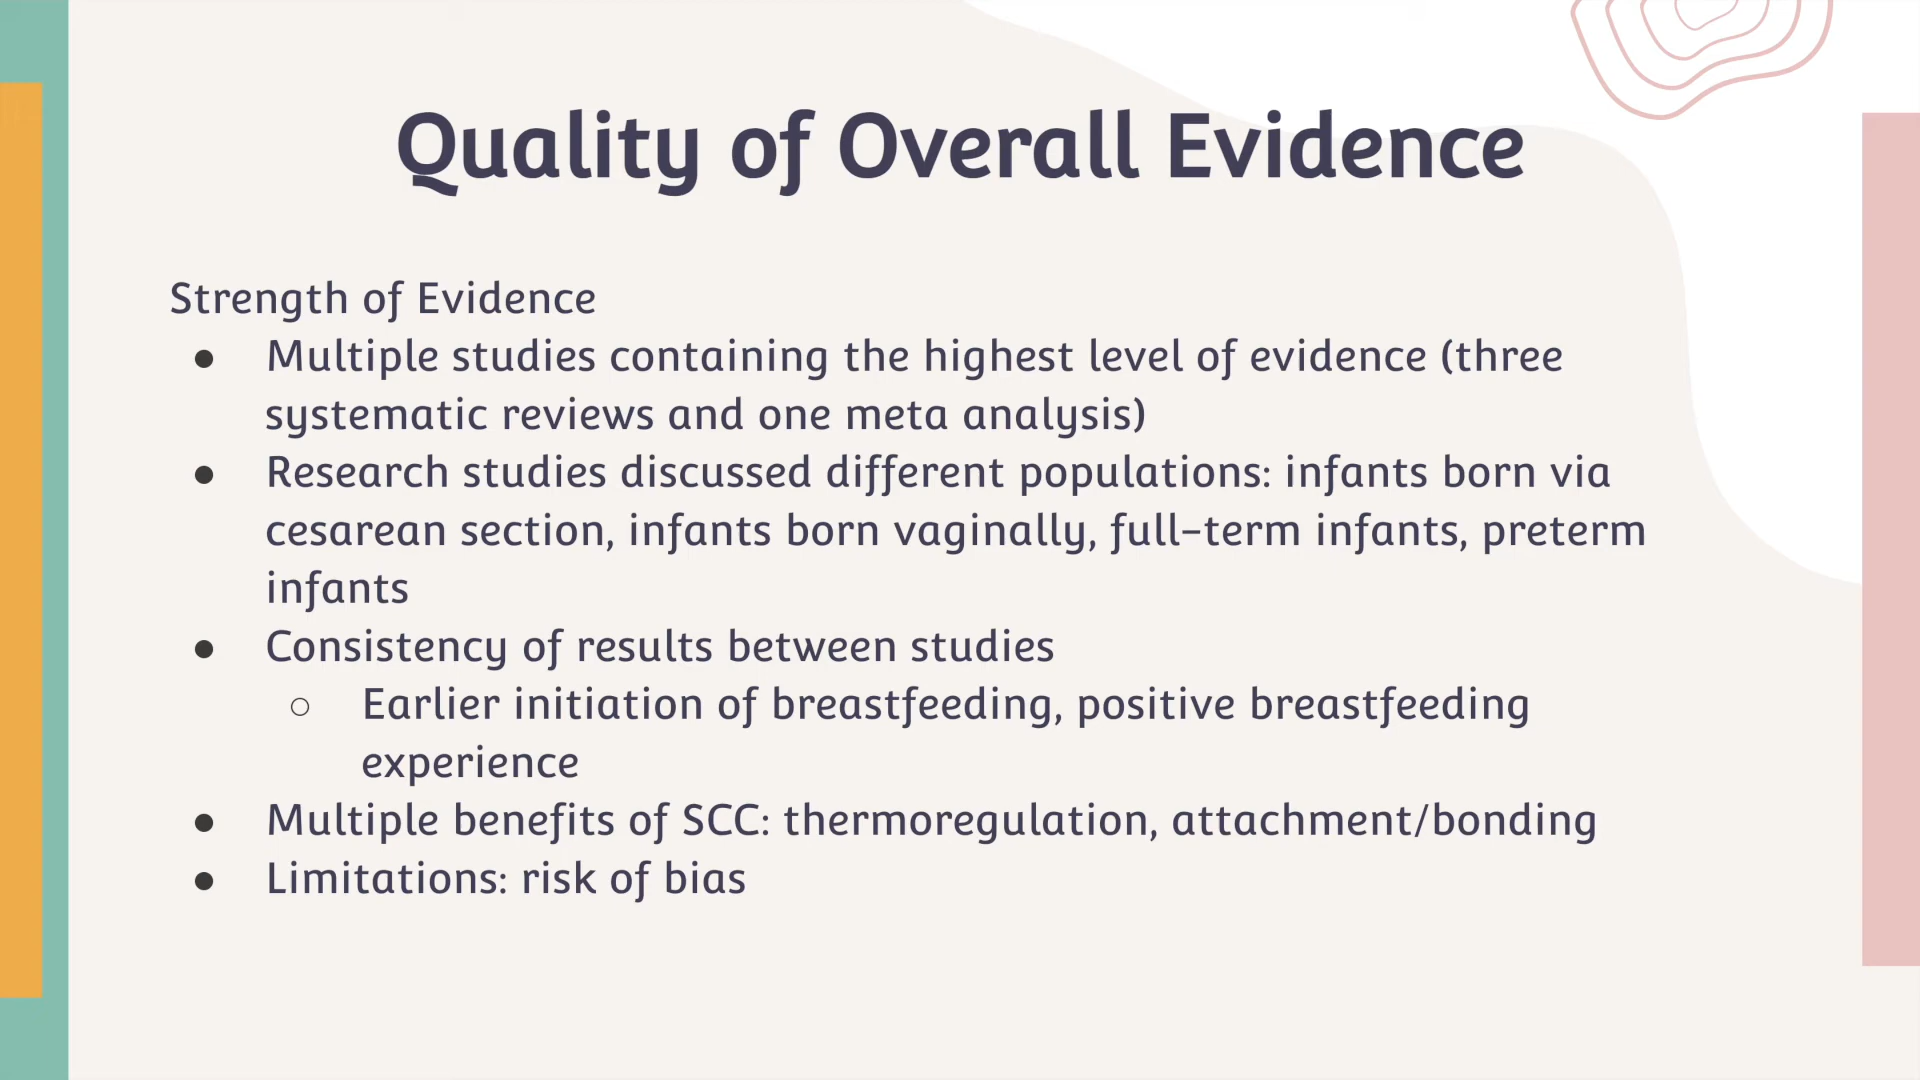 Quality of Overall Evidence
Strength of Evidence
● Multiple studies containing the highest level of evidence (three
systematic reviews and one meta analysis)
● Research studies discussed different populations: infants born via
cesarean section, infants born vaginally, full-term infants, preterm
infants
● Consistency of results between studies
○ Earlier initiation of breastfeeding, positive breastfeeding
experience
● Multiple benefits of SCC: thermoregulation, attachment/bonding
● Limitations: risk of bias